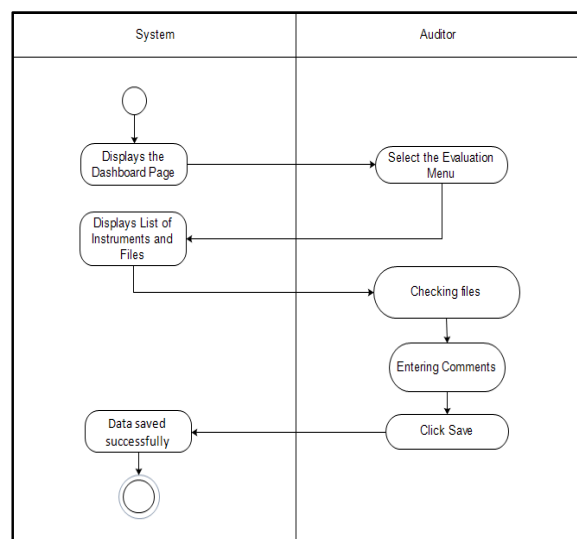 System
Auditor
Displays the
Dashboard Page
Select the Evaluation
Menu
Displays List of
Instruments and
Files
Checking files
Entering Comments
Click Save
Data saved
successfully